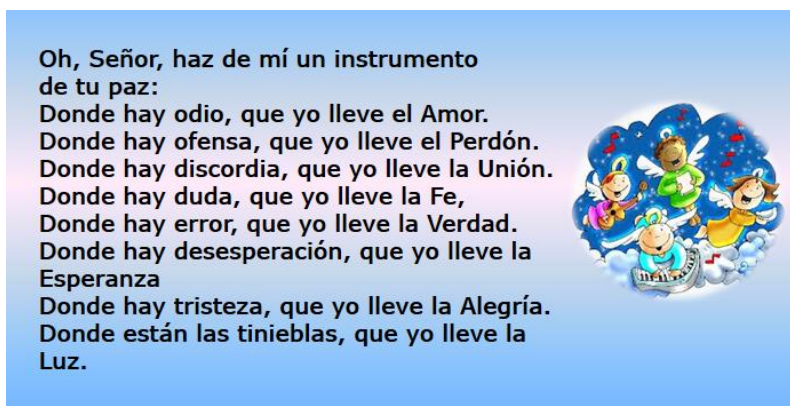 Oh, Señor, haz de mí un instrumento
de tu paz:
Donde hay odio, que yo lleve el Amor.
Donde hay ofensa, que yo lleve el Perdón.
Donde hay discordia, que yo lleve la Unión.
Donde hay duda, que yo lleve la Fe,
Donde hay error, que yo lleve la Verdad.
Donde hay desesperación, que yo lleve la
Esperanza
Donde hay tristeza, que yo lleve la Alegría.
Donde están las tinieblas, que yo lleve la
Luz.